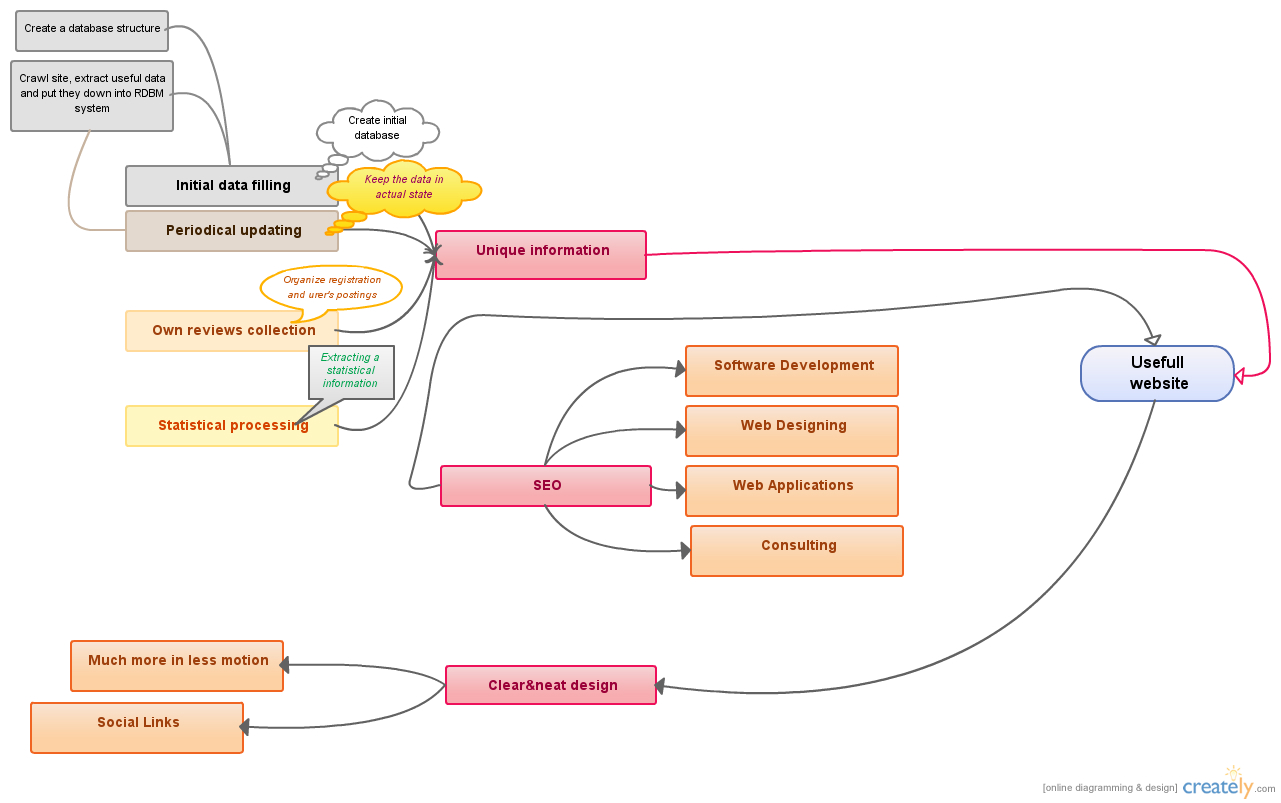 Create a database structure
Crawl site, extract useful data
and put they down into RDBM
system
Create initial
database
Initial data filling
Keep the data in
actual state
Periodical updating
Unique information
Organize registration
and urer's postings
Own reviews collection
Extracting a
statistical
information
Statistical processing
Usefull
website
Software Development
Web Designing
SEO
Web Applications
Consulting
Much more in less motion
Clear&neat design
Social Links
[online diagramming & design] creately.com